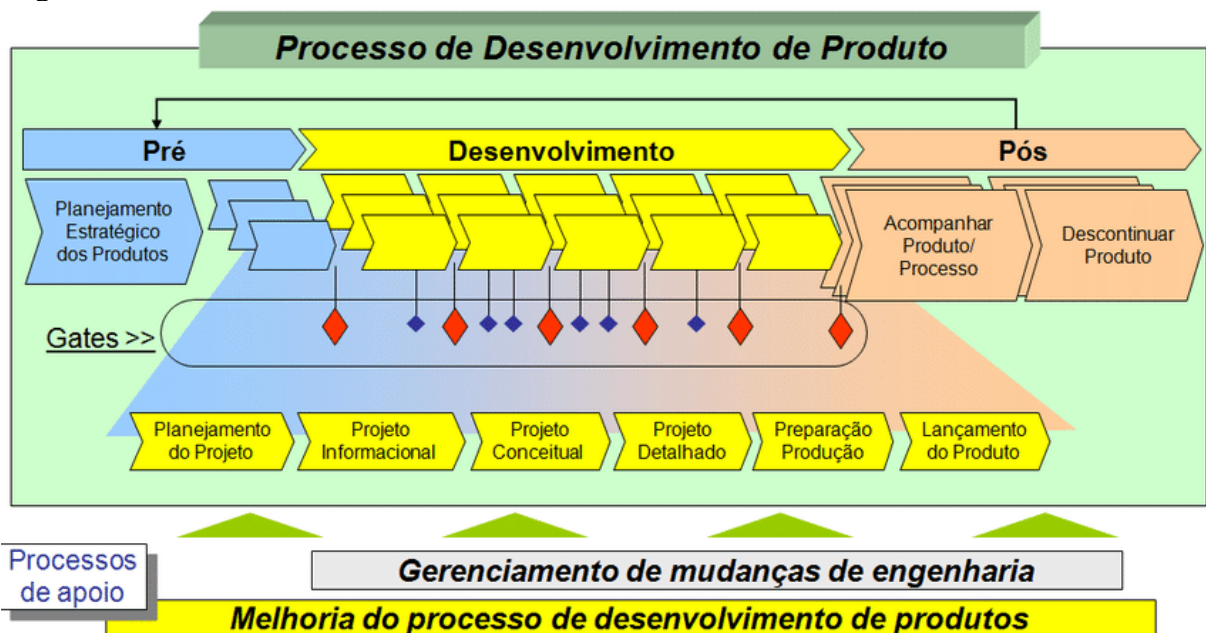 Processo de Desenvolvimento de Produto
Pré
Desenvolvimento
Pós
Planejamento
Estratégico
dos Produtos
Acompanhar
Produto/
Processo
Descontinuar
Produto
Gates >>
Planejamento
do Projeto
Projeto
Informacional
Projeto
Conceitual
Projeto
Detalhado
Preparação
Produção
Lançamento
do Produto
Processos
de apoio
Gerenciamento de mudanças de engenharia
Melhoria do processo de desenvolvimento de produtos